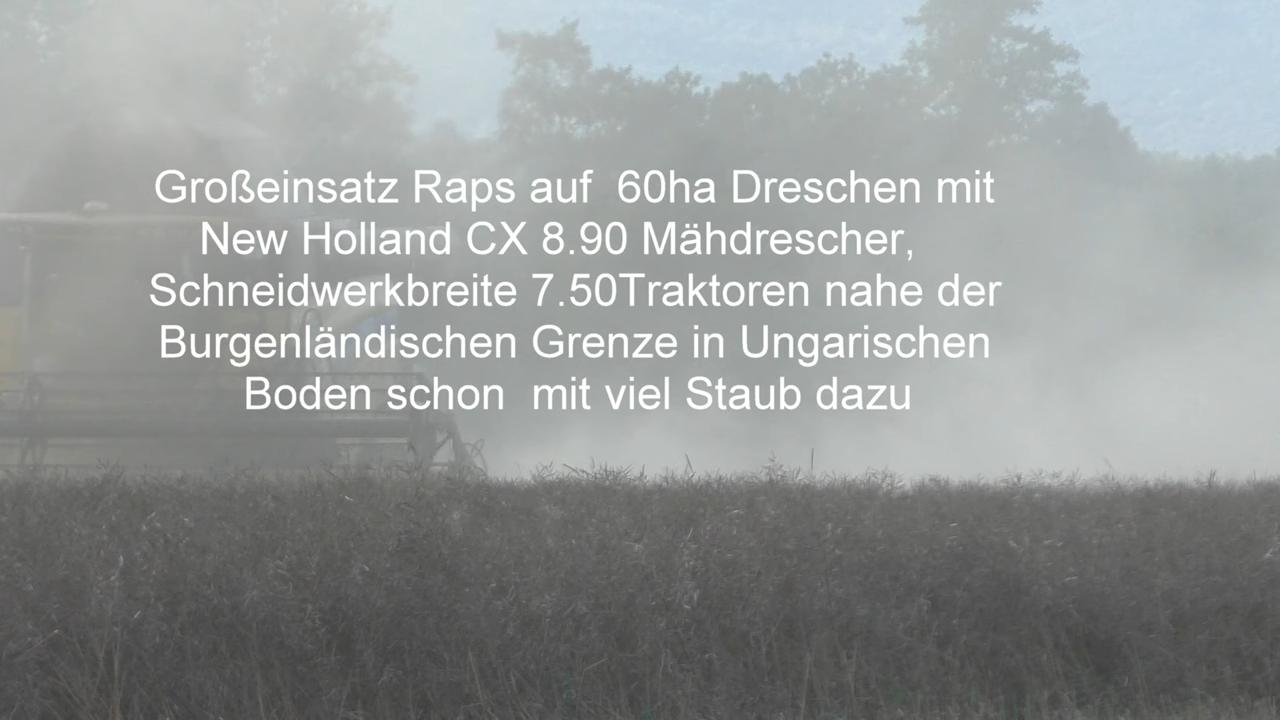 Großeinsatz Raps auf  60ha Dreschen mit
New Holland CX 8.90 Mähdrescher,
Schneidwerkbreite 7.50Traktoren nahe der
Burgenländischen Grenze in Ungarischen
Boden schon  mit viel Staub dazu